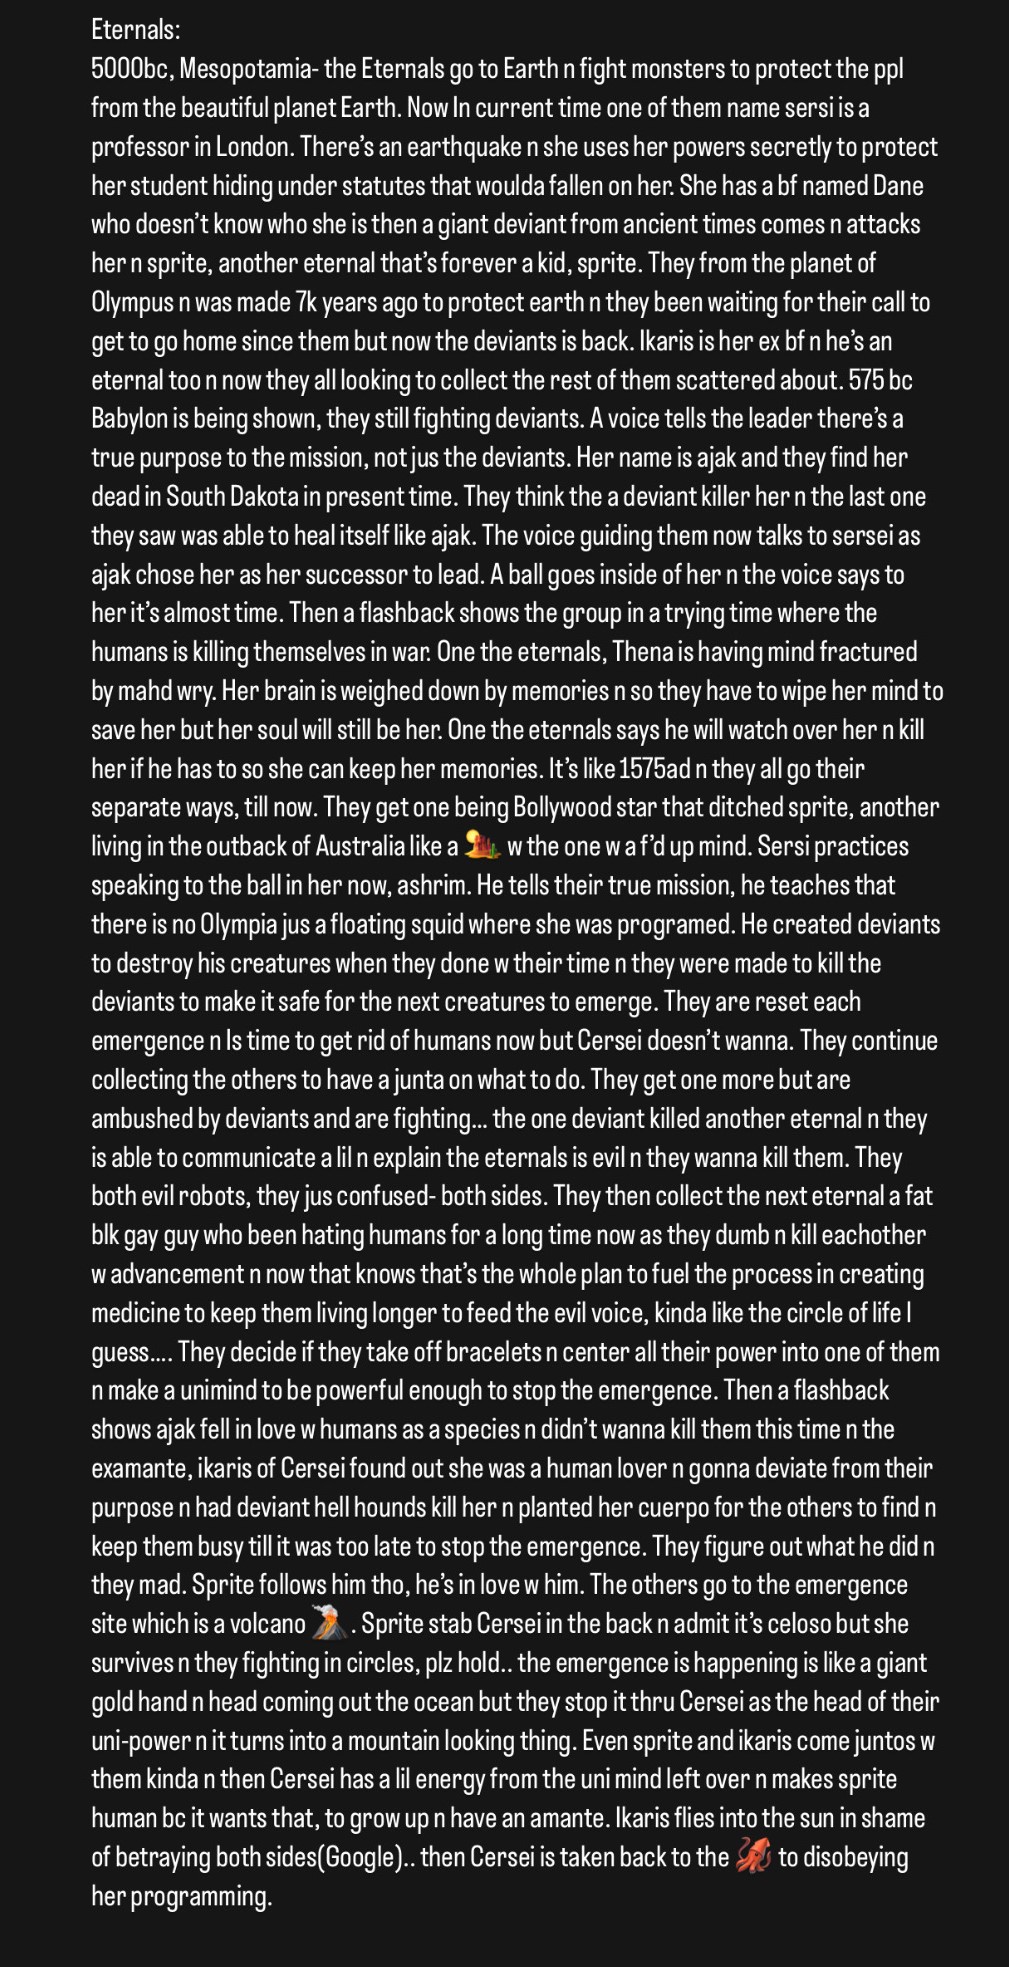 Eternals:
5000bc, Mesopotamia- the Eternals go to Earth n fight monsters to protect the ppl
from the beautiful planet Earth. Now In current time one of them name sersi is a
professor in London. There's an earthquake n she uses her powers secretly to protect
her student hiding under statutes that woulda fallen on her. She has a bf named Dane
who doesn't know who she is then a giant deviant from ancient times comes n attacks
her n sprite, another eternal that's forever a kid, sprite. They from the planet of
Olympus n was made 7k years ago to protect earth n they been waiting for their call to
get to go home since them but now the deviants is back. Ikaris is her ex bf n he's an
eternal too n now they all looking to collect the rest of them scattered about. 575 bc
Babylon is being shown, they still fighting deviants. A voice tells the leader there's a
true purpose to the mission, not jus the deviants. Her name is ajak and they find her
dead in South Dakota in present time. They think the a deviant killer her n the last one
they saw was able to heal itself like ajak. The voice guiding them now talks to sersei as
ajak chose her as her successor to lead. A ball goes inside of her n the voice says to
her it's almost time. Then a flashback shows the group in a trying time where the
humans is killing themselves in war. One the eternals, Thena is having mind fractured
by mahd wry. Her brain is weighed down by memories n so they have to wipe her mind to
save her but her soul will still be her. One the eternals says he will watch over her n kill
her if he has to so she can keep her memories. It's like 1575ad n they all go their
separate ways, till now. They get one being Bollywood star that ditched sprite, another
living in the outback of Australia like a 🏜️ w the one w a f'd up mind. Sersi practices
speaking to the ball in her now, ashrim. He tells their true mission, he teaches that
there is no Olympia jus a floating squid where she was programed. He created deviants
to destroy his creatures when they done w their time n they were made to kill the
deviants to make it safe for the next creatures to emerge. They are reset each
emergence n Is time to get rid of humans now but Cersei doesn't wanna. They continue
collecting the others to have a junta on what to do. They get one more but are
ambushed by deviants and are fighting... the one deviant killed another eternal n they
is able to communicate a lil n explain the eternals is evil n they wanna kill them. They
both evil robots, they jus confused- both sides. They then collect the next eternal a fat
blk gay guy who been hating humans for a long time now as they dumb n kill eachother
w advancement n now that knows that's the whole plan to fuel the process in creating
medicine to keep them living longer to feed the evil voice, kinda like the circle of life I
guess.... They decide if they take off bracelets n center all their power into one of them
n make a unimind to be powerful enough to stop the emergence. Then a flashback
shows ajak fell in love w humans as a species n didn't wanna kill them this time n the
examante, ikaris of Cersei found out she was a human lover n gonna deviate from their
purpose n had deviant hell hounds kill her n planted her cuerpo for the others to find n
keep them busy till it was too late to stop the emergence. They figure out what he did n
they mad. Sprite follows him tho, he's in love w him. The others go to the emergence
site which is a volcano 🌋. Sprite stab Cersei in the back n admit it's celoso but she
survives n they fighting in circles, plz hold.. the emergence is happening is like a giant
gold hand n head coming out the ocean but they stop it thru Cersei as the head of their
uni-power n it turns into a mountain looking thing. Even sprite and ikaris come juntos w
them kinda n then Cersei has a lil energy from the uni mind left over n makes sprite
human bc it wants that, to grow up n have an amante. Ikaris flies into the sun in shame
of betraying both sides(Google).. then Cersei is taken back to the 🦑 to disobeying
her programming.